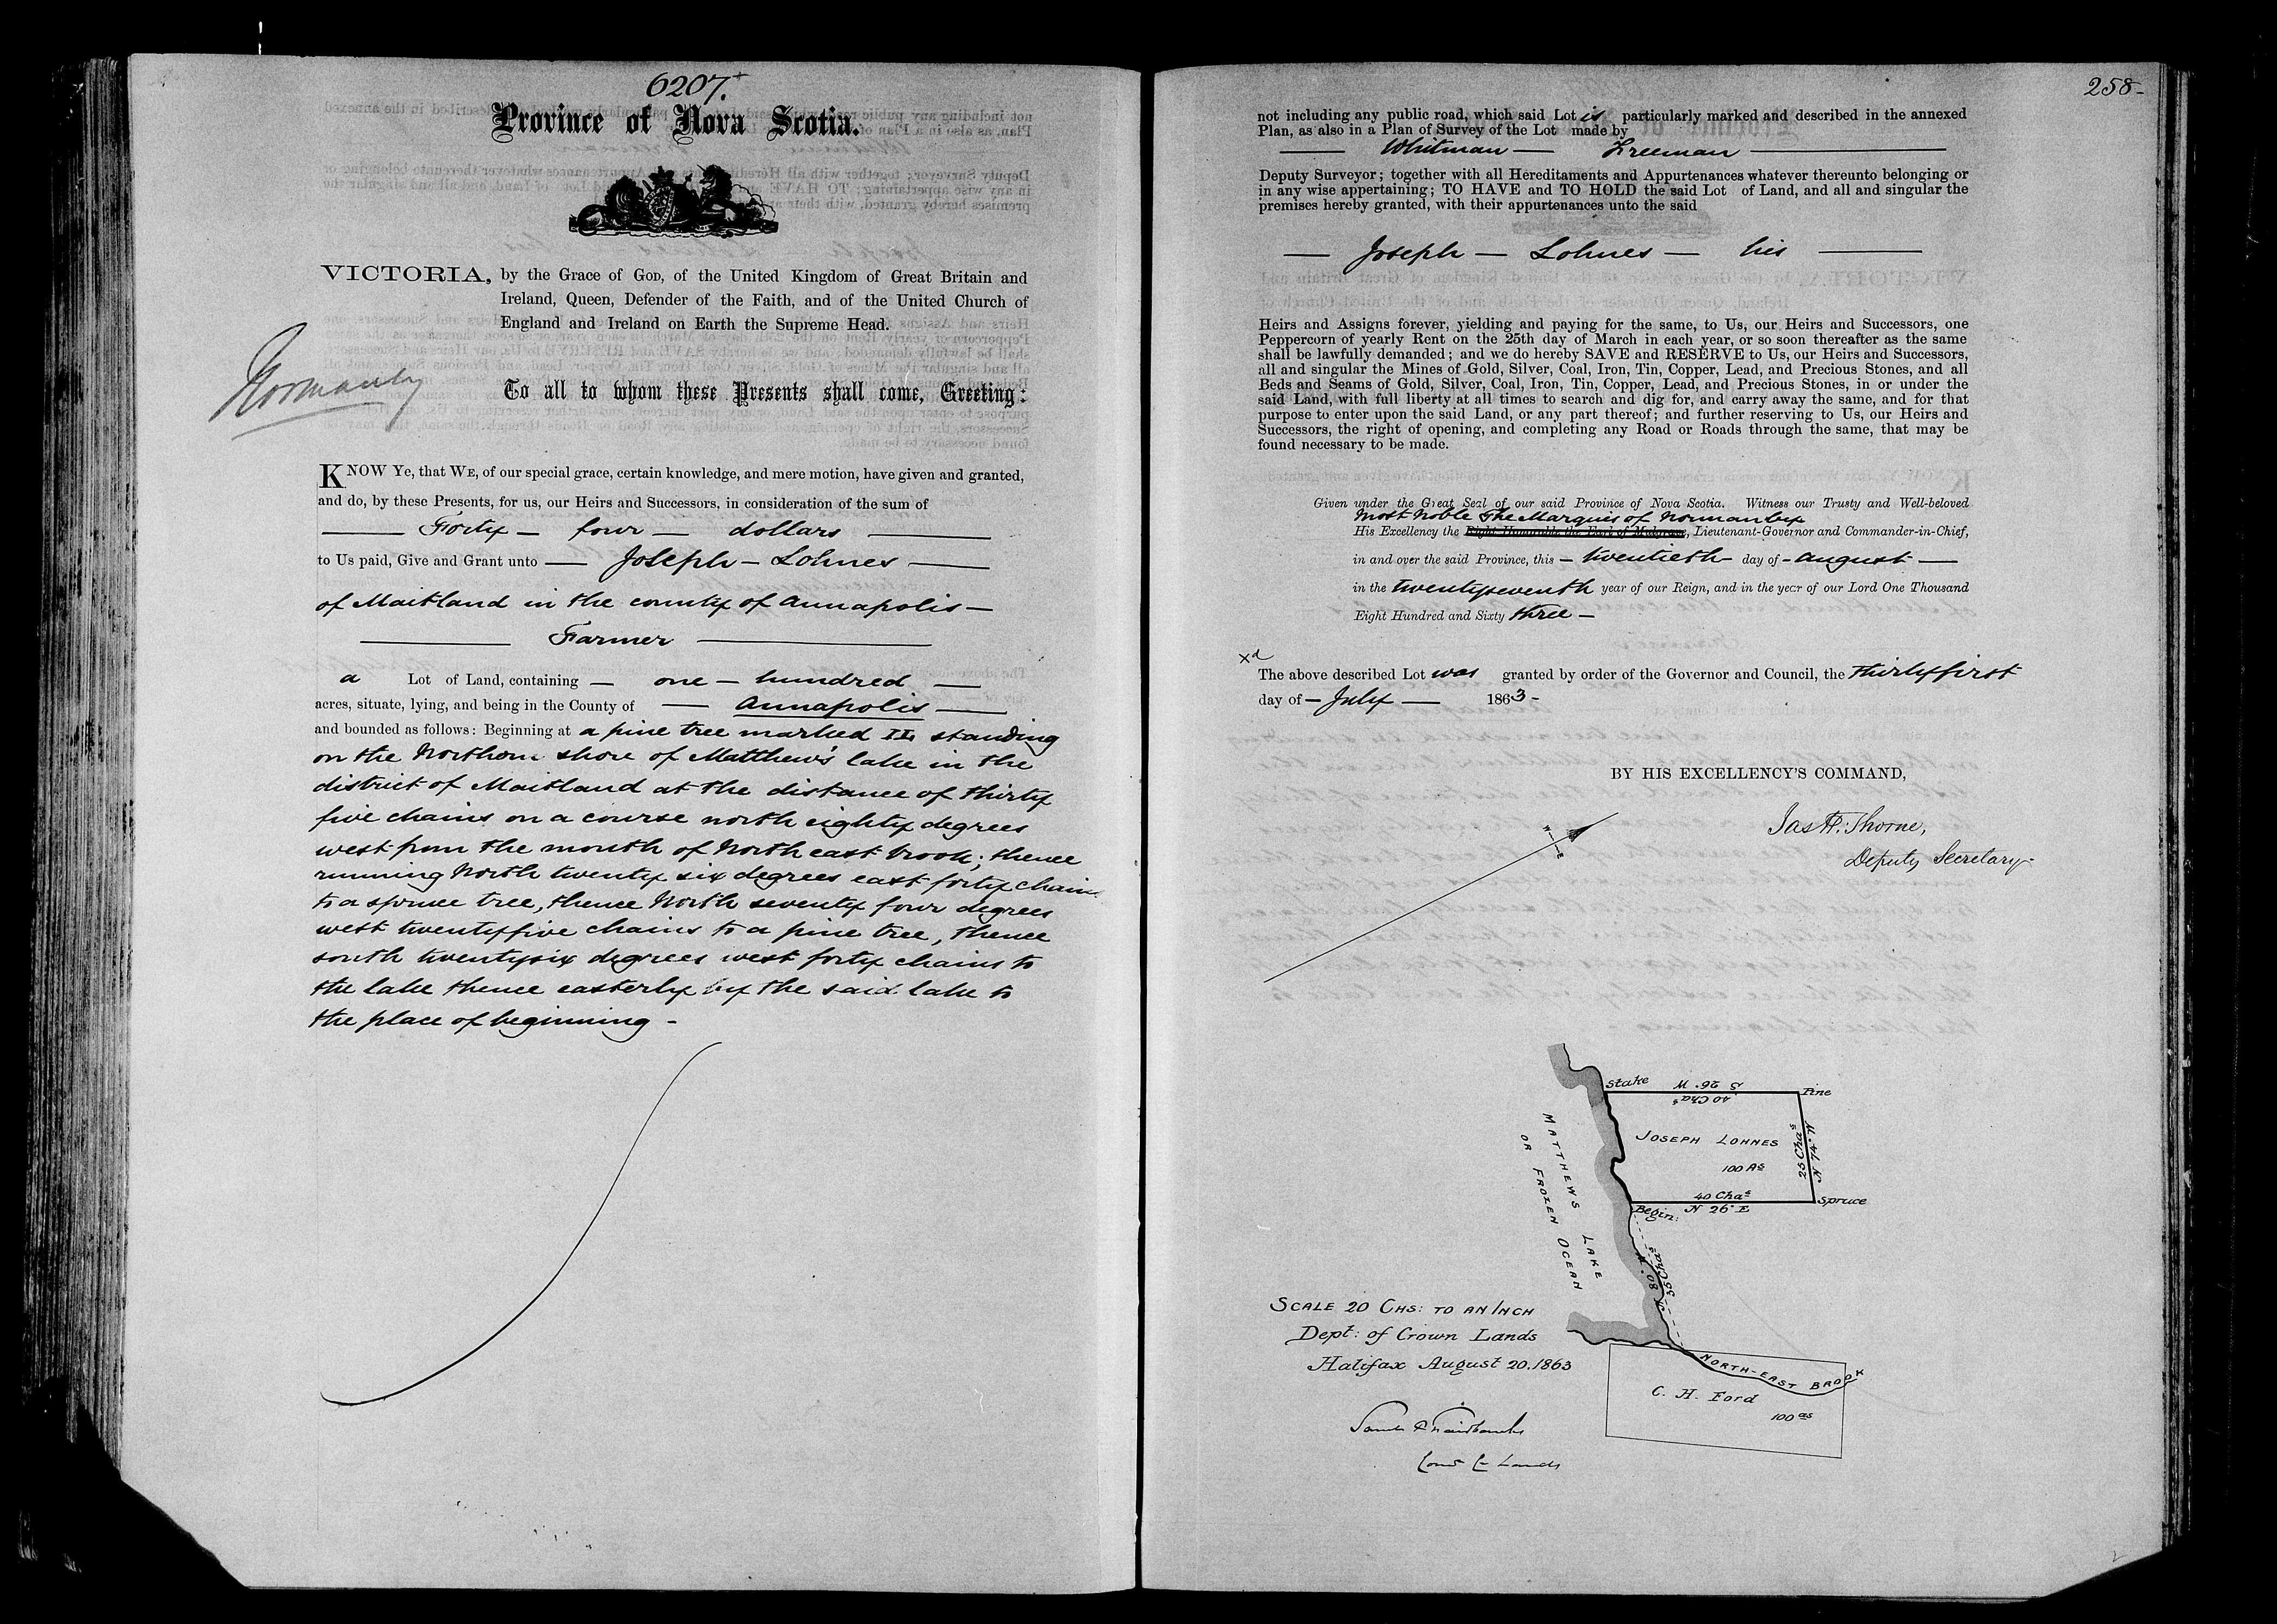 6207.
Province of Nova Scotia.
VICTORIA, by the Grace of GOD, of the United Kingdom of Great Britain and
Ireland, Queen, Defender of the Faith, and of the United Church of
England and Ireland on Earth the Supreme Head.
Normanby
To all to whom these Presents shall come, Greeting:
KNOW Ye, that WE, of our special grace, certain knowledge, and mere motion, have given and granted,
and do, by these Presents, for us, our Heirs and Successors, in consideration of the sum of
Forty - four - dollars
to Us paid, Give and Grant unto — Joseph - Lohnes —
of Maitland in the county of Annapolis -
Farmer
a Lot of Land, containing - one - hundred -
acres, situate, lying, and being in the County of — Annapolis —
and bounded as follows: Beginning at a pine tree marked II standing
on the Northern shore of Matthew's lake in the
district of Maitland at the distance of thirty
five chains on a course north eighty degrees
west from the mouth of North east brook; thence
running North twenty six degrees east forty chains
to a spruce tree, thence North seventy four degrees
west twentyfive chains to a pine tree, thence
south twentysix degrees west forty chains to
the lake thence easterly by the said lake to
the place of beginning -
258-
not including any public road, which said Lot is particularly marked and described in the annexed
Plan, as also in a Plan of Survey of the Lot made by
— Whitman — Freeman —
Deputy Surveyor; together with all Hereditaments and Appurtenances whatever thereunto belonging or
in any wise appertaining; TO HAVE and TO HOLD the said Lot of Land, and all and singular the
premises hereby granted, with their appurtenances unto the said
— Joseph — Lohnes — his —
Heirs and Assigns forever, yielding and paying for the same, to Us, our Heirs and Successors, one
Peppercorn of yearly Rent on the 25th day of March in each year, or so soon thereafter as the same
shall be lawfully demanded; and we do hereby SAVE and RESERVE to Us, our Heirs and Successors,
all and singular the Mines of Gold, Silver, Coal, Iron, Tin, Copper, Lead, and Precious Stones, and all
Beds and Seams of Gold, Silver, Coal, Iron, Tin, Copper, Lead, and Precious Stones, in or under the
said Land, with full liberty at all times to search and dig for, and carry away the same, and for that
purpose to enter upon the said Land, or any part thereof; and further reserving to Us, our Heirs and
Successors, the right of opening, and completing any Road or Roads through the same, that may be
found necessary to be made.
Given under the Great Seal of our said Province of Nova Scotia. Witness our Trusty and Well-beloved
Most Noble The Marquis of Normanby
His Excellency the Right Honorable the Earl of Mulgrave, Lieutenant-Governor and Commander-in-Chief,
in and over the said Province, this - twentieth - day of - August —
in the twentyseventh year of our Reign, and in the year of our Lord One Thousand
Eight Hundred and Sixty three -
xd
The above described Lot was granted by order of the Governor and Council, the thirtyfirst
day of - July — 1863 -
BY HIS EXCELLENCY'S COMMAND,
Jas H. Thorne,
Deputy Secretary
Stake
S 26° W
40 Chas
Pine
JOSEPH LOHNES
100 As
25 Chas
N 74° W
40 Chas
Spruce
Begin:
N 26° E
MATTHEWS LAKE
OR FROZEN OCEAN
N 80° W
35 Chas
SCALE 20 CHS: TO AN INCH
Dept: of Crown Lands
Halifax August 20. 1863
NORTH-EAST BROOK
C. H. Ford
100 as
Saml P Fairbanks
Comr Cr Lands